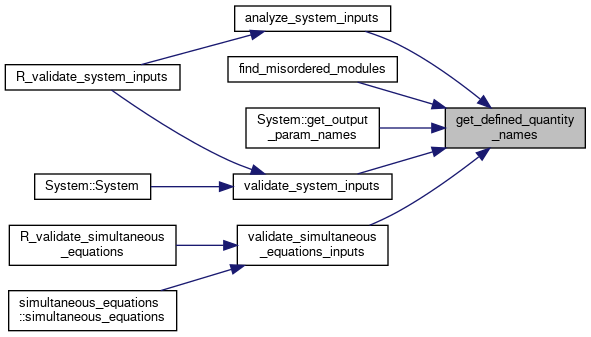 analyze_system_inputs
R_validate_system_inputs
find_misordered_modules
System::get_output
_param_names
get_defined_quantity
_names
System::System
validate_system_inputs
R_validate_simultaneous
_equations
validate_simultaneous
_equations_inputs
simultaneous_equations
::simultaneous_equations